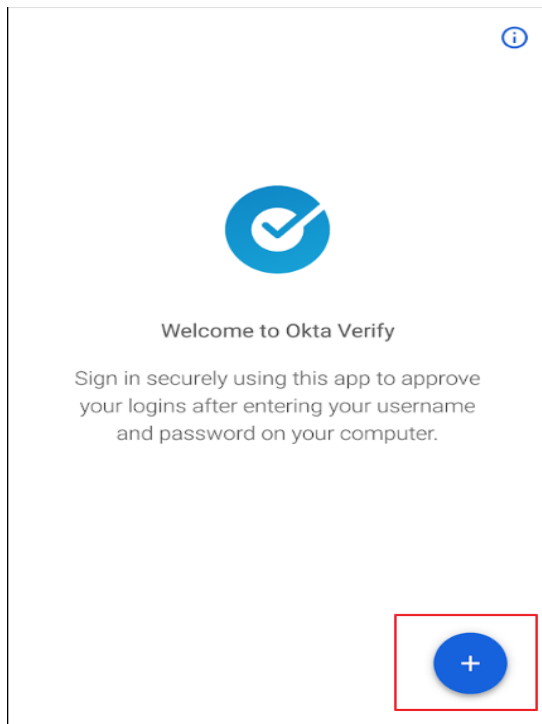 Welcome to Okta Verify
Sign in securely using this app to approve
your logins after entering your username
and password on your computer.